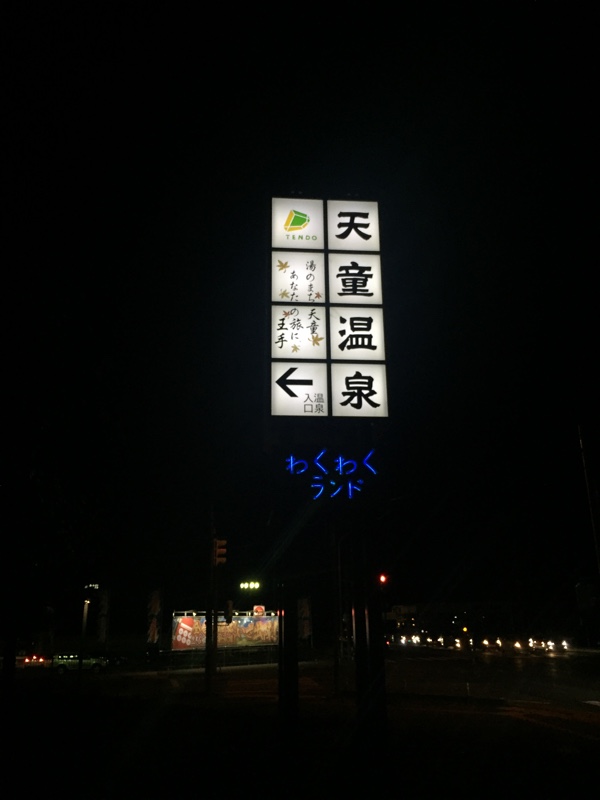 天童温泉
TENDO
湯のまち天童
あなたの旅に
王手
温泉
入口
わくわく
ランド